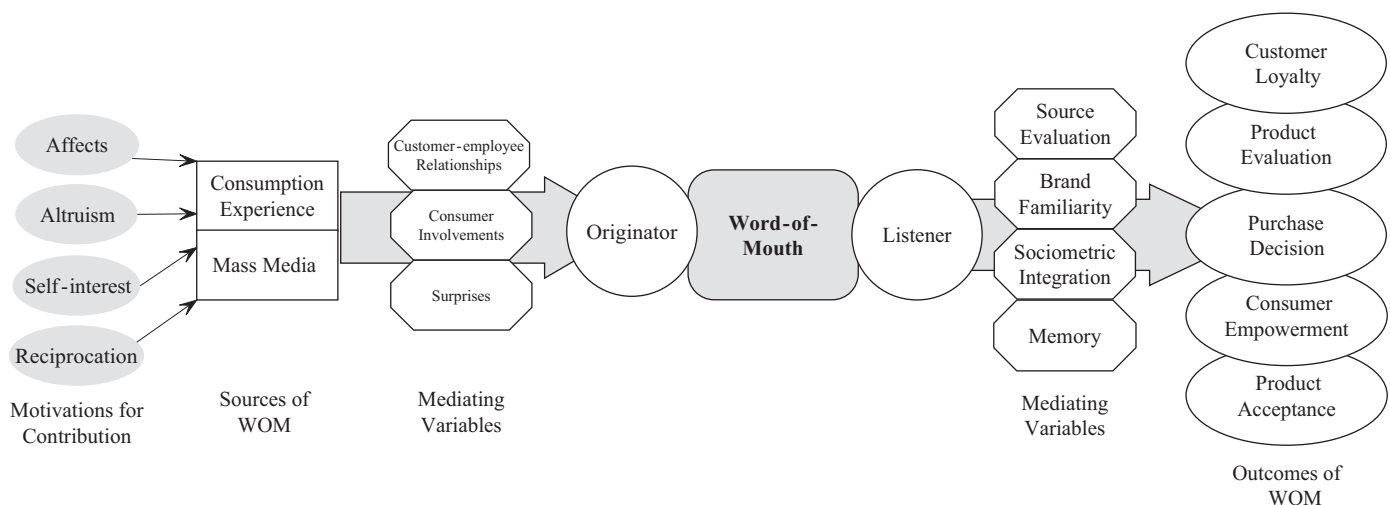 Affects
Altruism
Self-interest
Reciprocation
Motivations for
Contribution
Consumption
Experience
Mass Media
Sources of
WOM
Customer-employee
Relationships
Consumer
Involvements
Surprises
Mediating
Variables
Originator
Word-of-
Mouth
Listener
Source
Evaluation
Brand
Familiarity
Sociometric
Integration
Memory
Mediating
Variables
Customer
Loyalty
Product
Evaluation
Purchase
Decision
Consumer
Empowerment
Product
Acceptance
Outcomes of
WOM